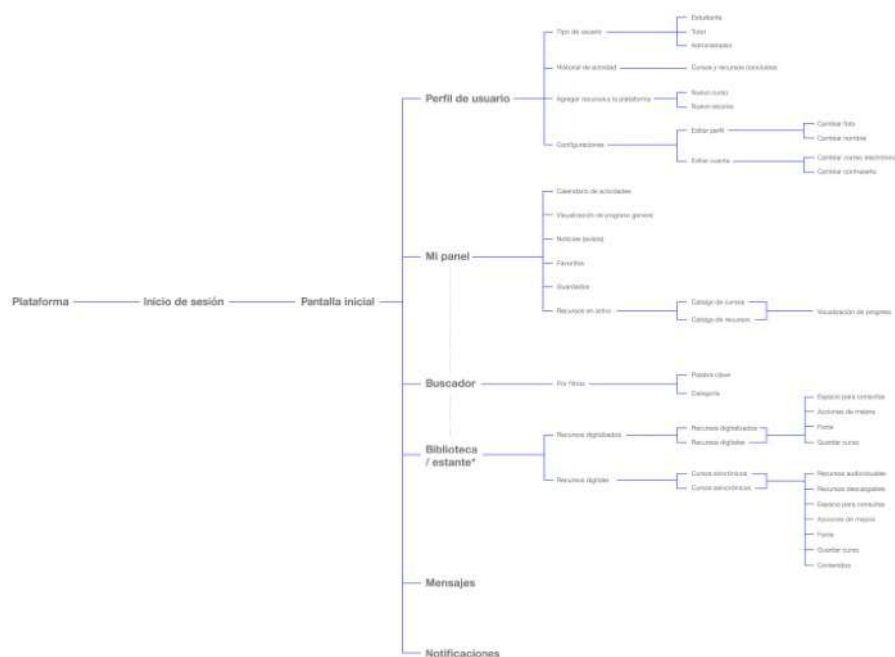 Plataforma
Inicio de sesión
Pantalla inicial
Perfil de usuario
Tipo de usuario
Estudiante
Tutor
Administrador
Historial de actividad
Cursos y recursos concluidos
Agregar recursos a la plataforma
Nuevo curso
Nuevo recurso
Configuraciones
Editar perfil
Cambiar foto
Cambiar nombre
Editar cuenta
Cambiar correo electrónico
Cambiar contraseña
Mi panel
Calendario de actividades
Visualización de progreso general
Noticias (avisos)
Favoritos
Guardados
Recursos en activo
de cursos
de recursos
Visualización de progreso
Buscador
Por filtros
Palabra clave
Categoría
Biblioteca
/ estante*
Recursos digitalizados
Recursos digitalizados
Recursos digitales
Espacio para consultas
Acciones de mejora
Foros
Guardar curso
Recursos digitales
Cursos sincrónicos
Cursos asincrónicos
Recursos audiovisuales
Recursos descargables
Espacio para consultas
Acciones de mejora
Foros
Guardar curso
Contenidos
Mensajes
Notificaciones